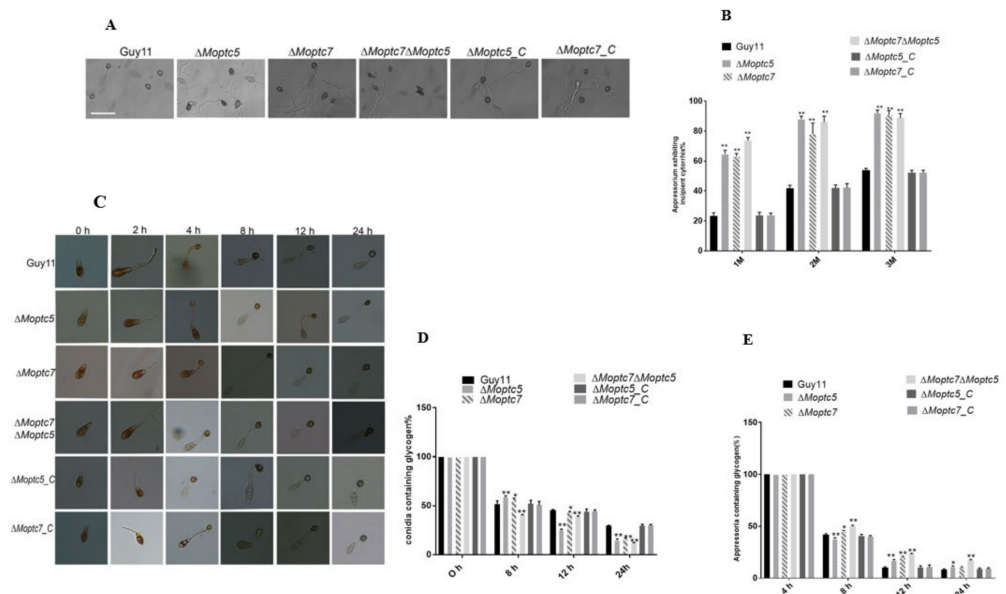 A
Guy11 ΔMoptc5 ΔMoptc7 ΔMoptc7ΔMoptc5 ΔMoptc5_C ΔMoptc7_C
B
Guy11
ΔMoptc5
ΔMoptc7
ΔMoptc7ΔMoptc5
ΔMoptc5_C
ΔMoptc7_C
Appressorium exhibiting
incipient cytorrhisis%
100
80
60
40
20
0
** ** **
** ** **
** ** **
1M 2M 3M
C
0 h 2 h 4 h 8 h 12 h 24 h
Guy11
ΔMoptc5
ΔMoptc7
ΔMoptc7
ΔMoptc5
ΔMoptc5_C
ΔMoptc7_C
D
Guy11
ΔMoptc5
ΔMoptc7
ΔMoptc7ΔMoptc5
ΔMoptc5_C
ΔMoptc7_C
conidia containing glycogen%
150
100
50
0
** * **
** * **
** ** **
O h 8 h 12 h 24h
E
Guy11
ΔMoptc5
ΔMoptc7
ΔMoptc7ΔMoptc5
ΔMoptc5_C
ΔMoptc7_C
Appressoria containing glycogen(%)
150
100
50
0
** * **
** ** **
* **
4 h 8 h 12 h 24 h